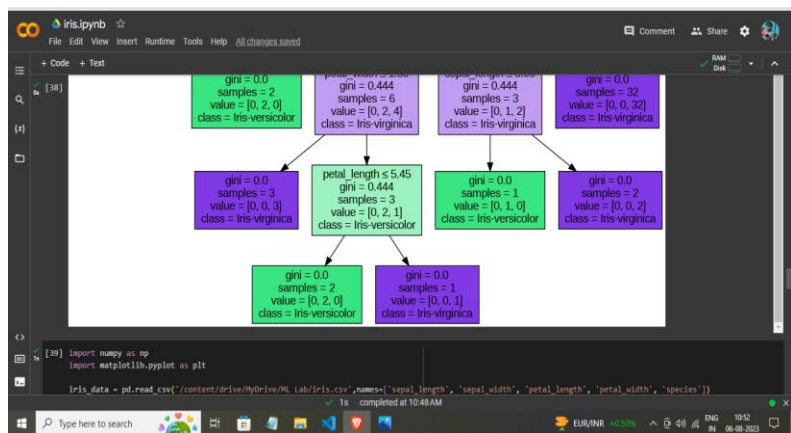 iris.ipynb
File Edit View Insert Runtime Tools Help All changes saved
Comment Share
+ Code + Text
RAM
Disk
[38]
gini = 0.0
samples = 2
value = [0, 2, 0]
class = Iris-versicolor
gini = 0.444
samples = 6
value = [0, 2, 4]
class = Iris-virginica
gini = 0.444
samples = 3
value = [0, 1, 2]
class = Iris-virginica
gini = 0.0
samples = 32
value = [0, 0, 32]
class = Iris-virginica
gini = 0.0
samples = 3
value = [0, 0, 3]
class = Iris-virginica
petal_length ≤ 5.45
gini = 0.444
samples = 3
value = [0, 2, 1]
class = Iris-versicolor
gini = 0.0
samples = 1
value = [0, 1, 0]
class = Iris-versicolor
gini = 0.0
samples = 2
value = [0, 0, 2]
class = Iris-virginica
gini = 0.0
samples = 2
value = [0, 2, 0]
class = Iris-versicolor
gini = 0.0
samples = 1
value = [0, 0, 1]
class = Iris-virginica
[39] import numpy as np
import matplotlib.pyplot as plt
iris_data = pd.read_csv('/content/drive/MyDrive/ML Lab/iris.csv',names=['sepal_length', 'sepal_width', 'petal_length', 'petal_width', 'species'])
1s completed at 10:48 AM
Type here to search
EUR/INR +0.50%
ENG
IN
10:52
06-08-2023